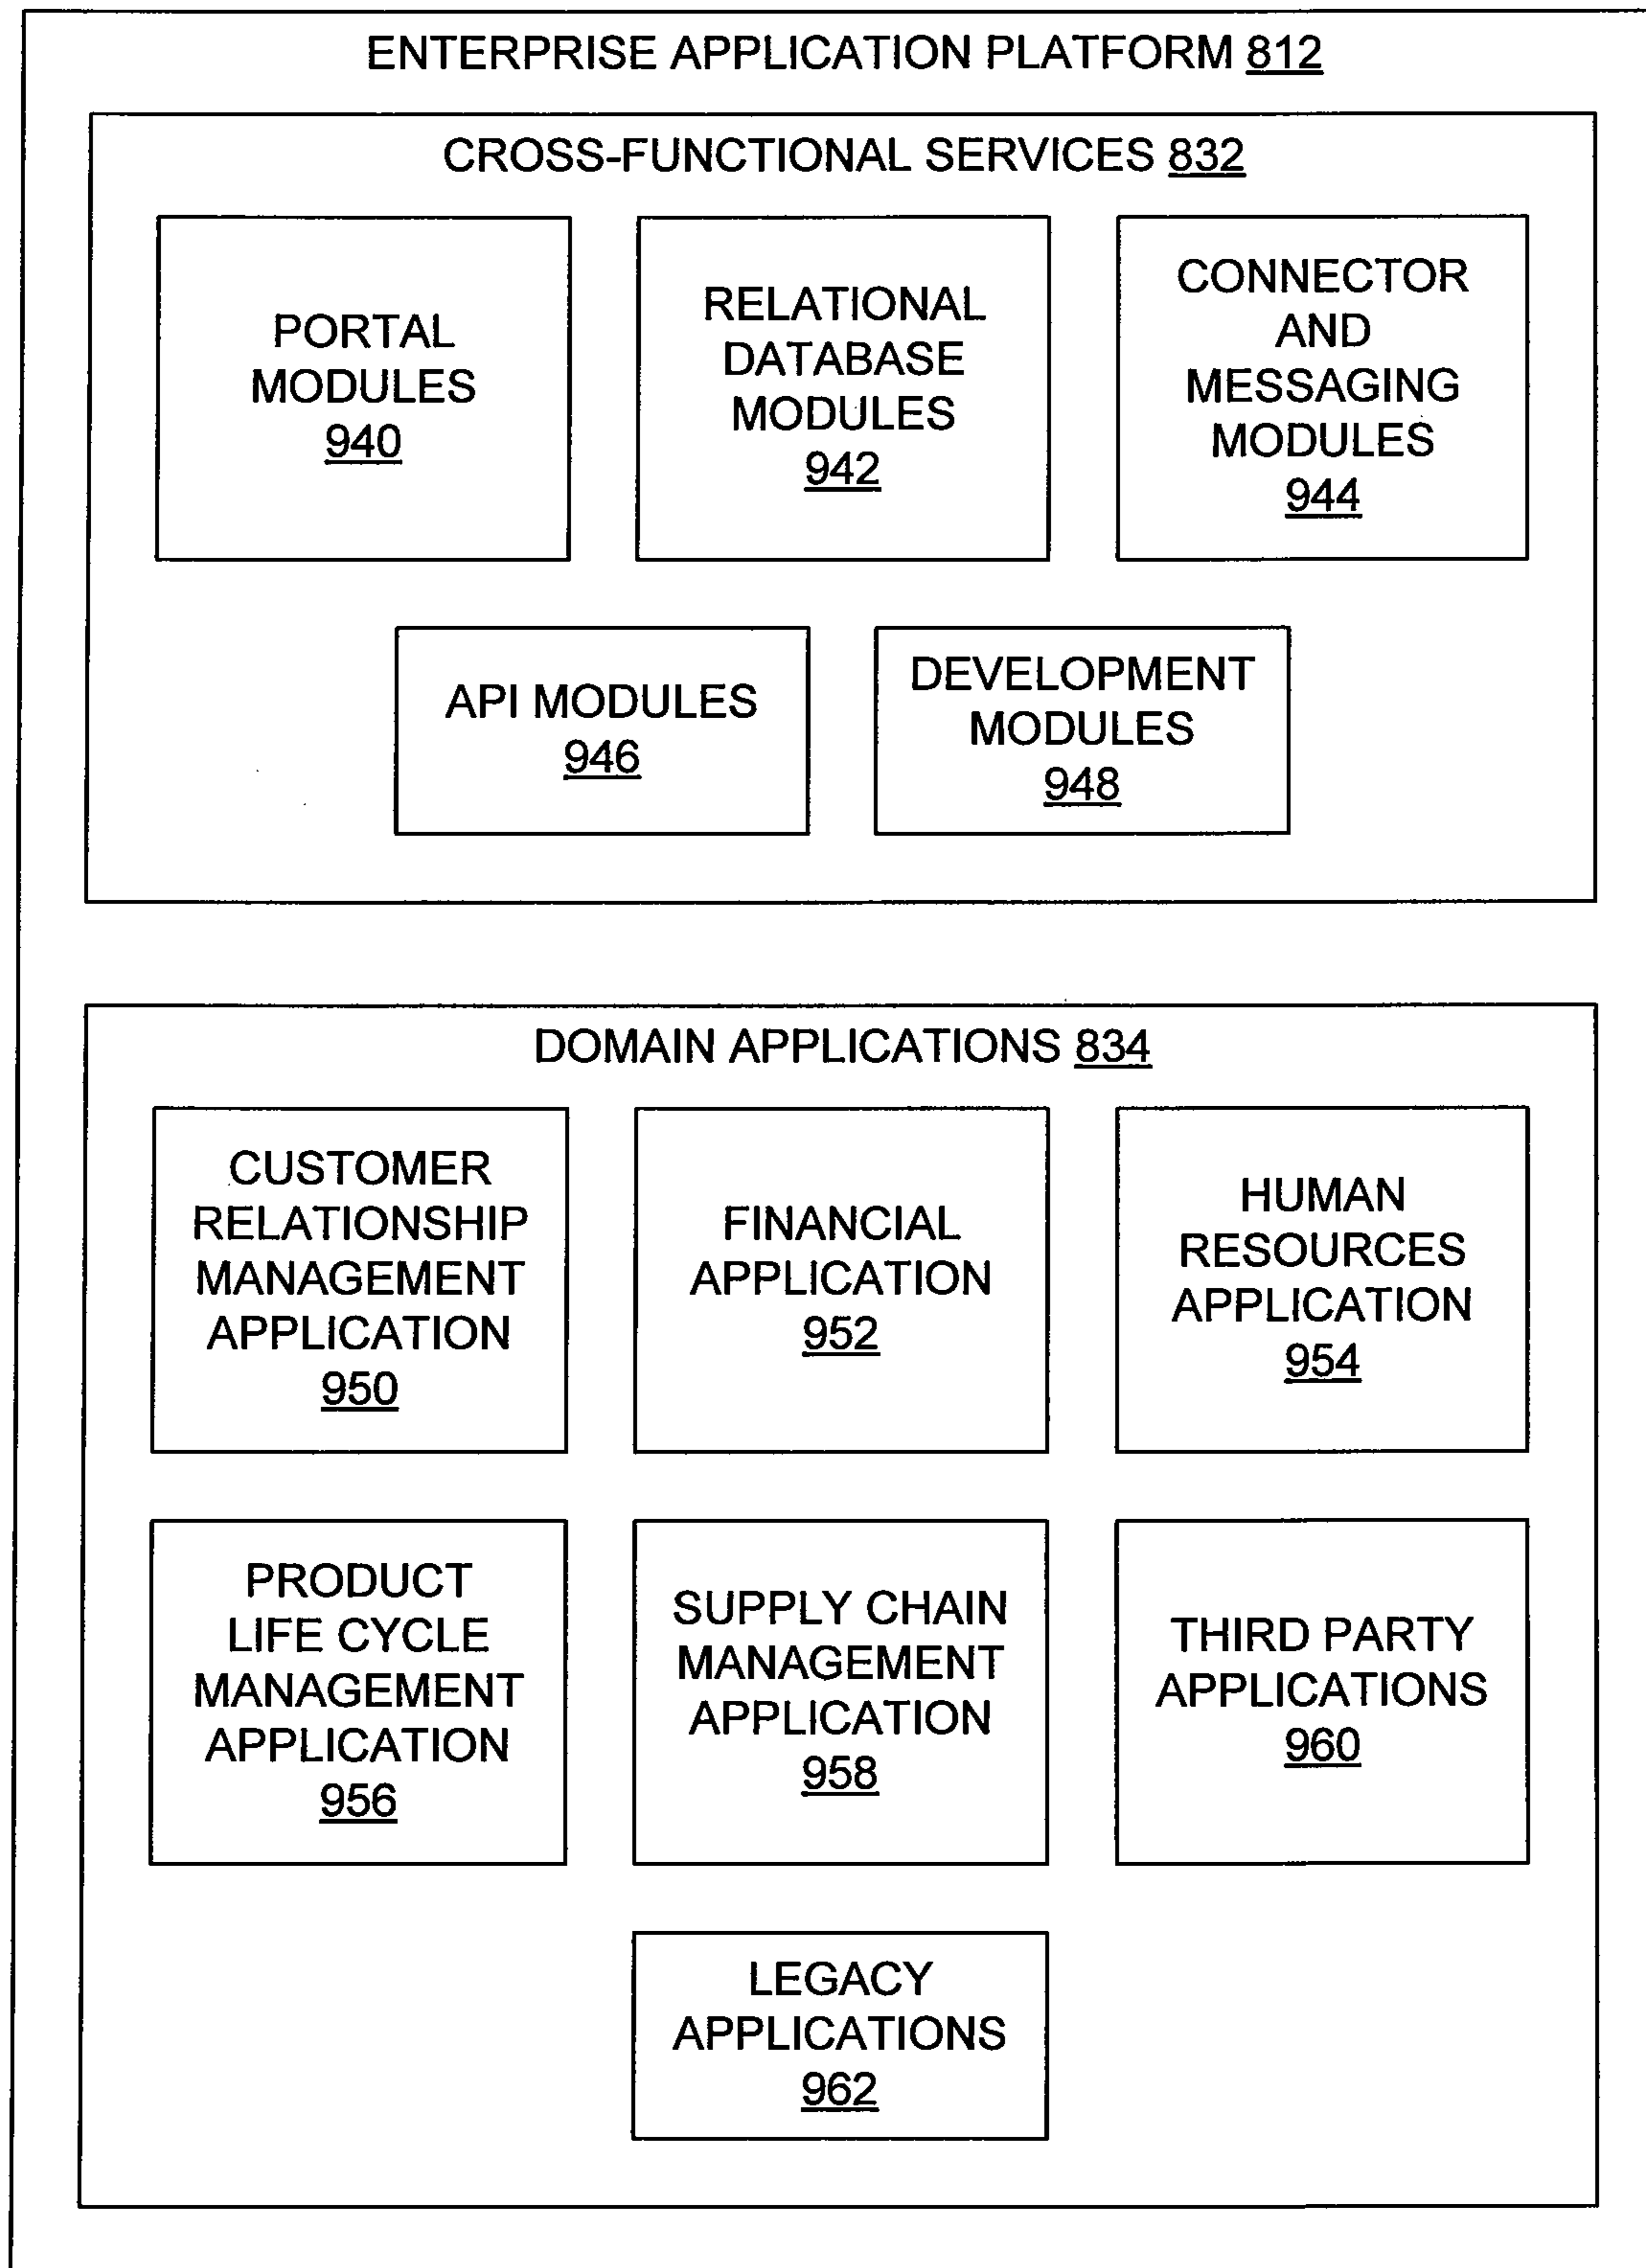 ENTERPRISE APPLICATION PLATFORM 812
CROSS-FUNCTIONAL SERVICES 832
PORTAL
MODULES
940
RELATIONAL
DATABASE
MODULES
942
CONNECTOR
AND
MESSAGING
MODULES
944
API MODULES
946
DEVELOPMENT
MODULES
948
DOMAIN APPLICATIONS 834
CUSTOMER
RELATIONSHIP
MANAGEMENT
APPLICATION
950
FINANCIAL
APPLICATION
952
HUMAN
RESOURCES
APPLICATION
954
PRODUCT
LIFE CYCLE
MANAGEMENT
APPLICATION
956
SUPPLY CHAIN
MANAGEMENT
APPLICATION
958
THIRD PARTY
APPLICATIONS
960
LEGACY
APPLICATIONS
962